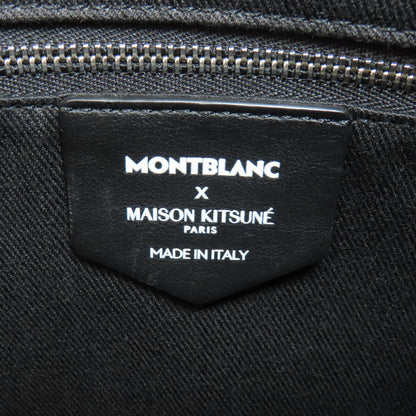 MONTBLANC
X
MAISON KITSUNÉ
PARIS
MADE IN ITALY